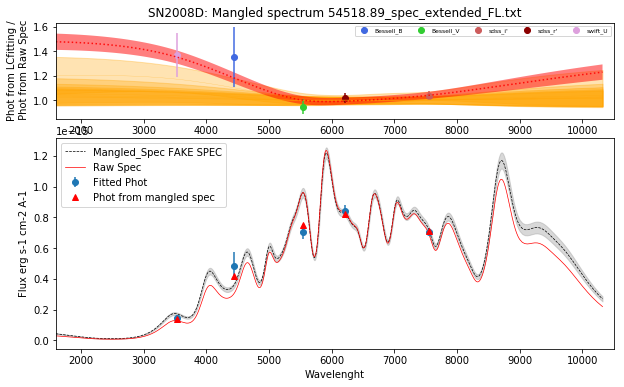 SN2008D: Mangled spectrum 54518.89_spec_extended_FL.txt
Phot from LCfitting /
Phot from Raw Spec
1.6
1.4
1.2
1.0
Bessell_B
Bessell_V
sdss_i'
sdss_r'
swift_U
2000 3000 4000 5000 6000 7000 8000 9000 10000
Flux erg s-1 cm-2 A-1
1.2
1.0
0.8
0.6
0.4
0.2
0.0
Mangled_Spec FAKE SPEC
Raw Spec
Fitted Phot
Phot from mangled spec
2000 3000 4000 5000 6000 7000 8000 9000 10000
Wavelenght